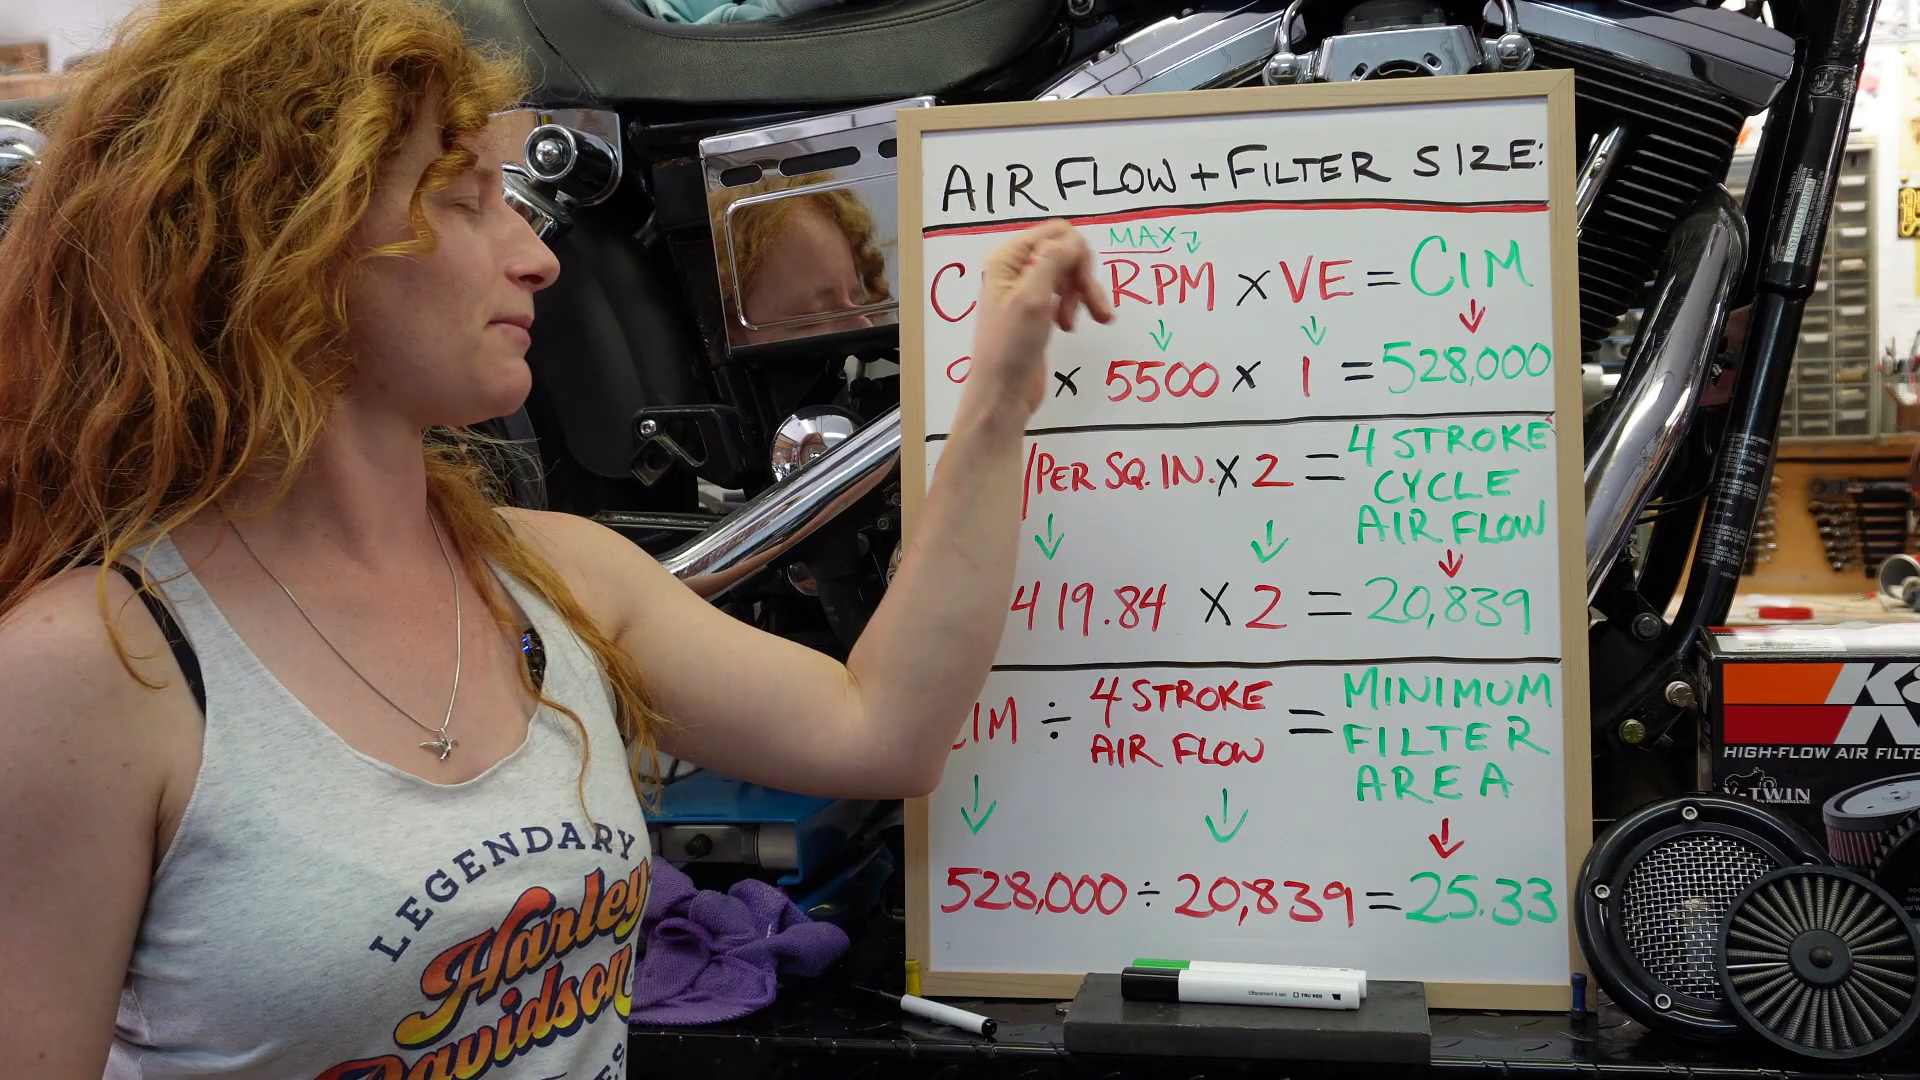 AIR FLOW + FILTER SIZE:
MAX
RPM × VE = CIM
× 5500 × 1 = 528,000
/PER SQ. IN. × 2 = 4 STROKE
CYCLE
AIR FLOW
419.84 × 2 = 20,839
IM ÷ 4 STROKE AIR FLOW = MINIMUM
FILTER
AREA
528,000 ÷ 20,839 = 25.33
LEGENDARY
Harley
Davidson
K&
HIGH-FLOW AIR FILTE
V-TWIN
TRU RED